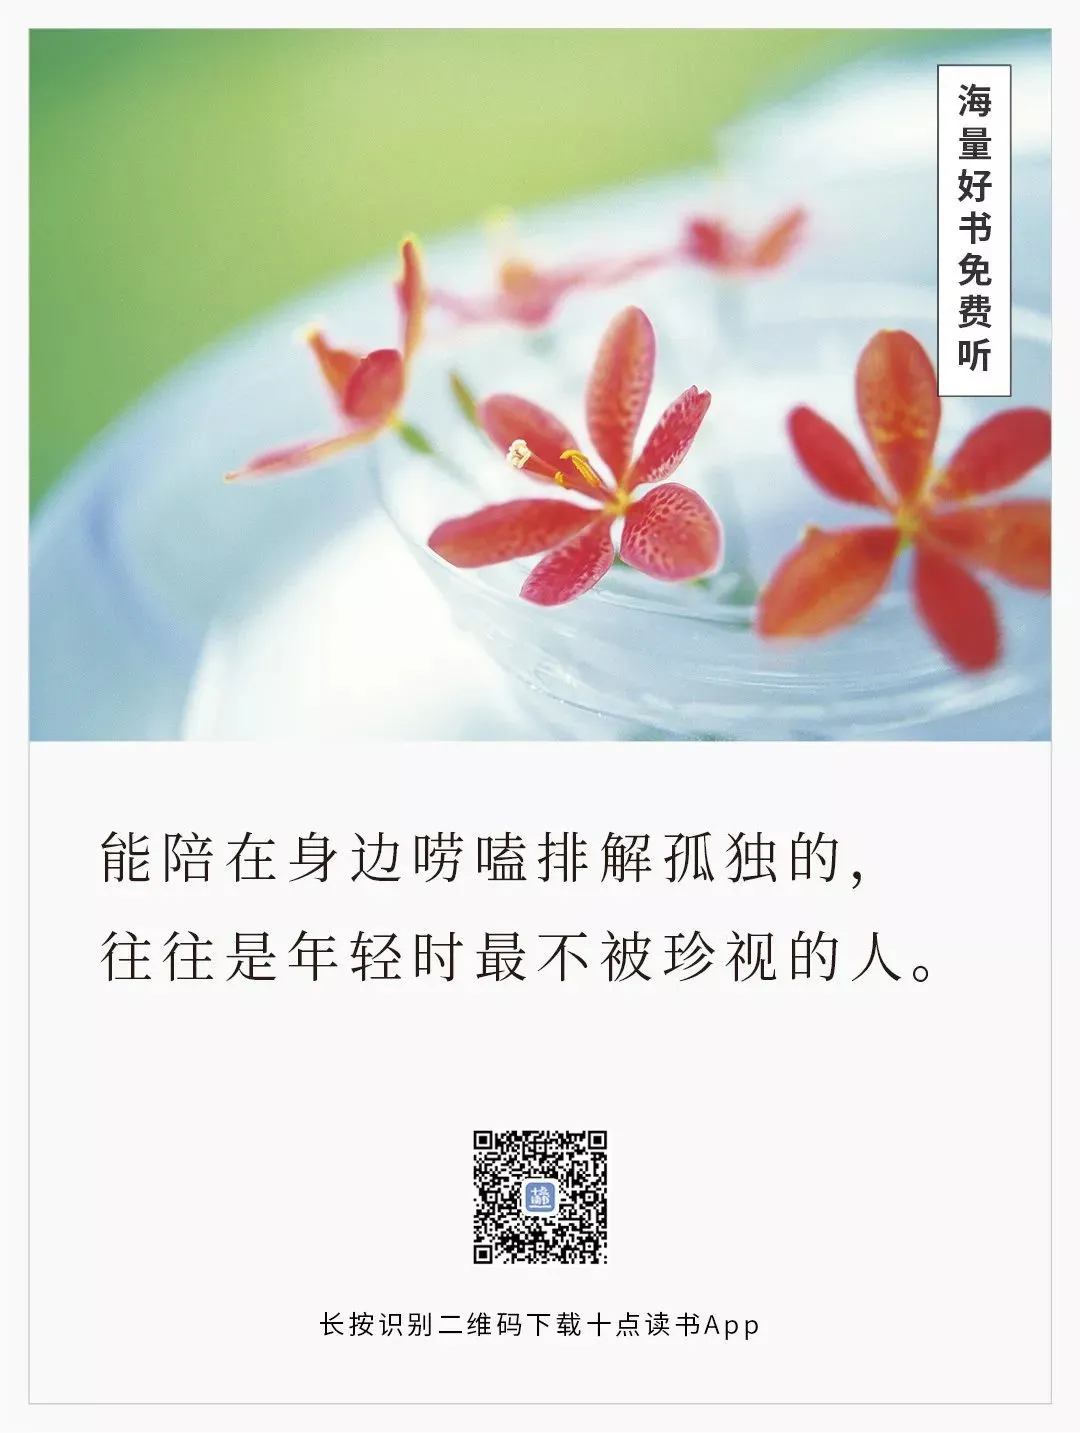 海量好书免费听
能陪在身边唠嗑排解孤独的，
往往是年轻时最不被珍视的人。
长按识别二维码下载十点读书App